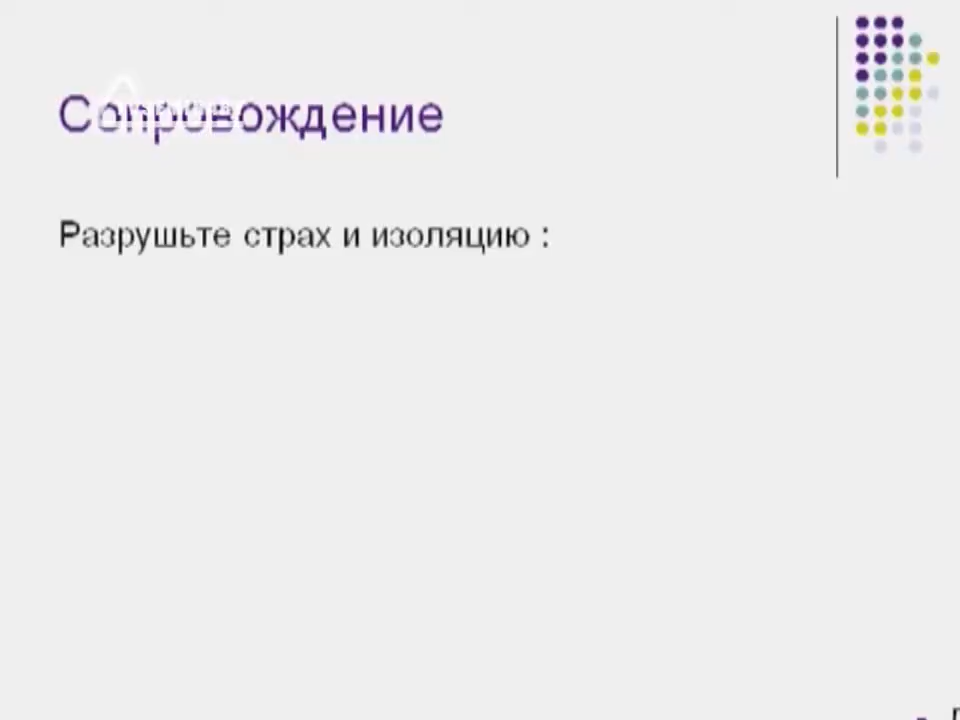 Сопровождение
Разрушьте страх и изоляцию :